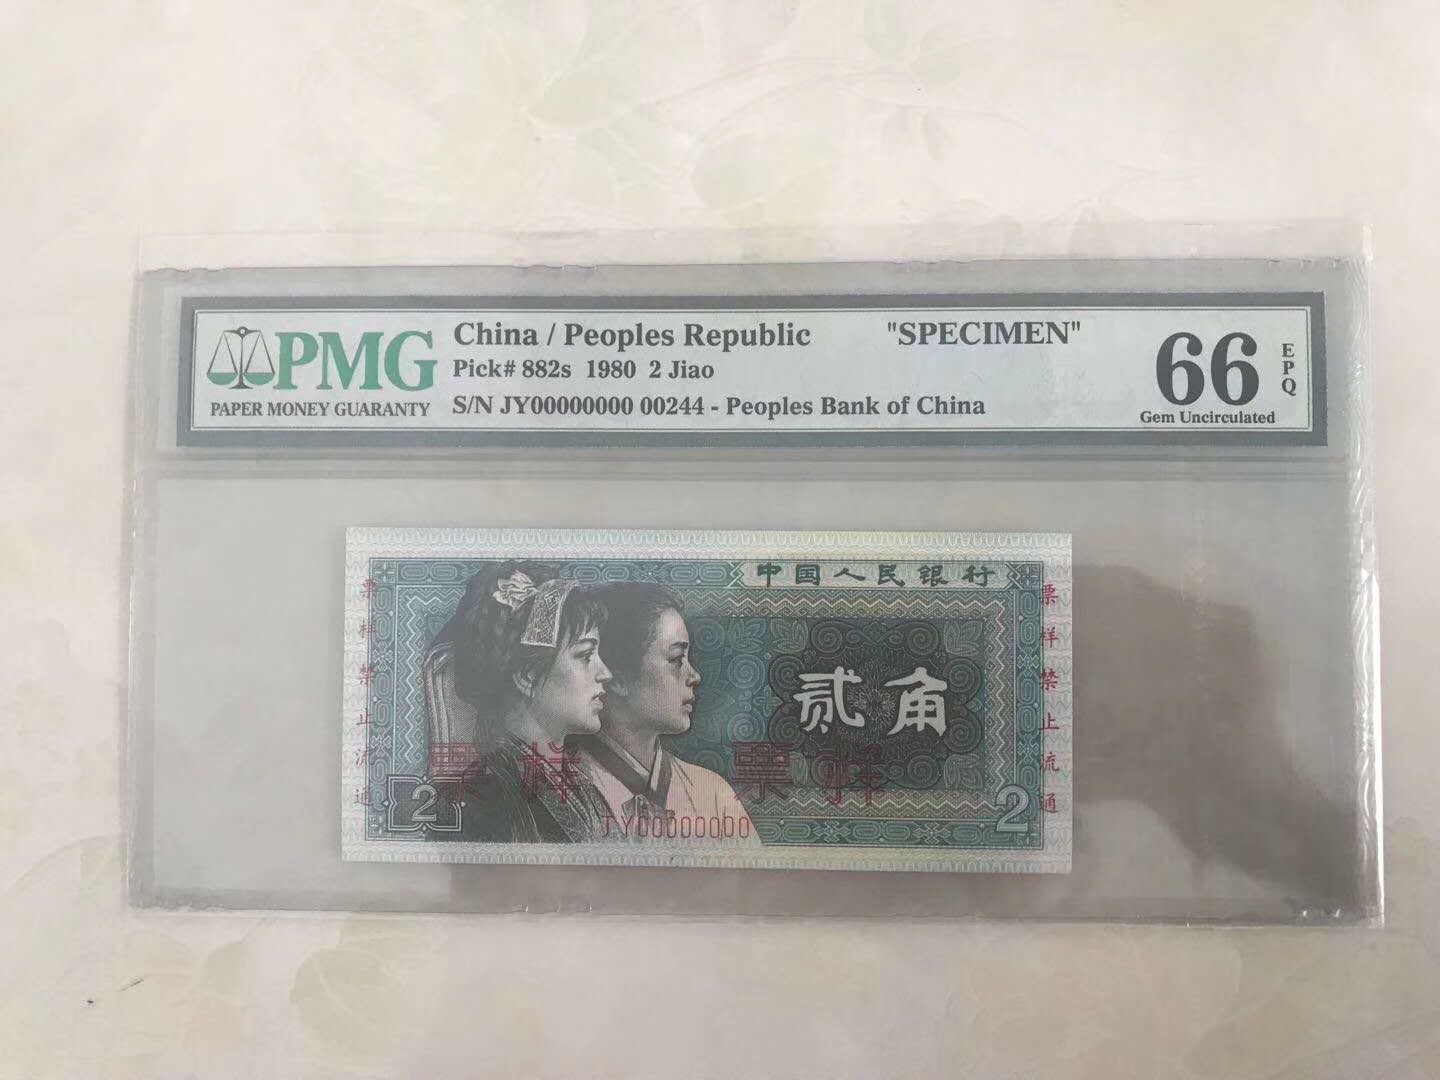 PMG
PAPER MONEY GUARANTY
China / Peoples Republic "SPECIMEN"
Pick# 882s 1980 2 Jiao
S/N JY00000000 00244 - Peoples Bank of China
66
EPQ
Gem Uncirculated
中国人民银行
贰角
票样禁止流通
票样禁止流通
票样 票样
2
2
JY00000000